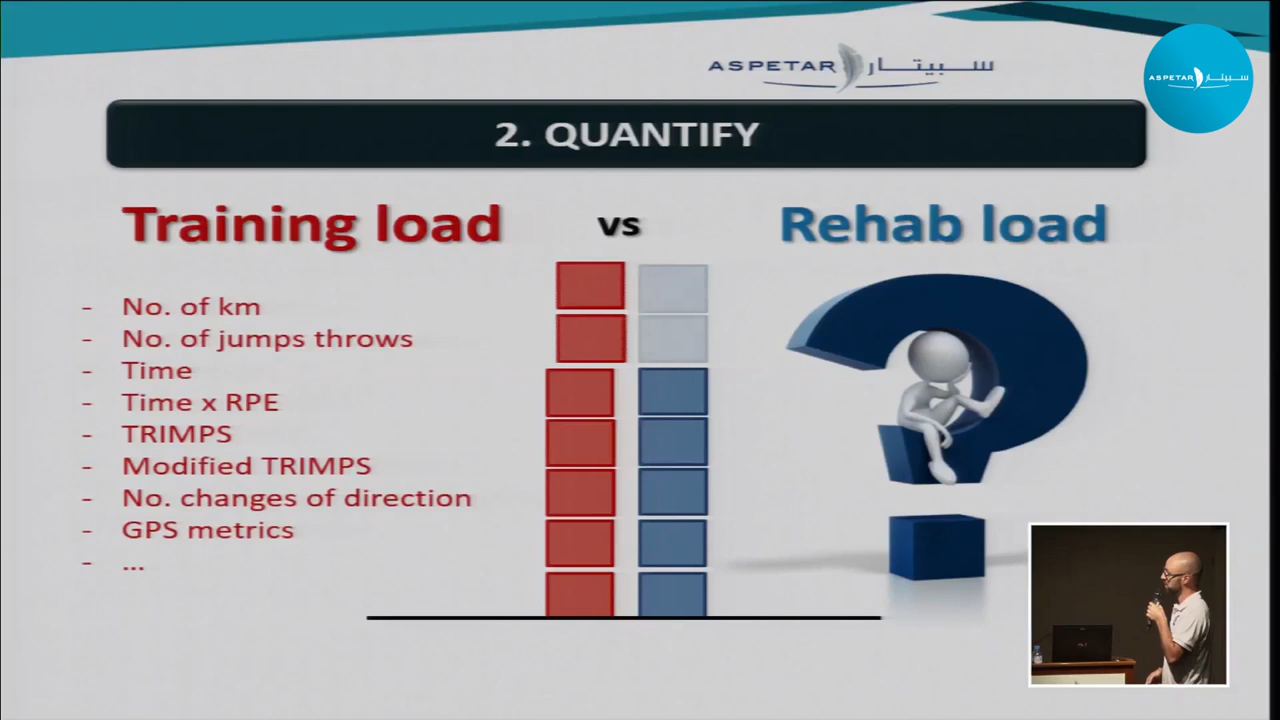 ASPETAR سبيتار
ASPETAR سبيتار
2. QUANTIFY
Training load vs Rehab load
- No. of km
- No. of jumps throws
- Time
- Time x RPE
- TRIMPS
- Modified TRIMPS
- No. changes of direction
- GPS metrics
- ...